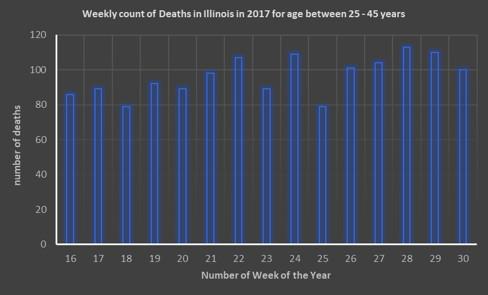 Weekly count of Deaths in Illinois in 2017 for age between 25 - 45 years
120
100
80
60
40
20
0
number of deaths
16 17 18 19 20 21 22 23 24 25 26 27 28 29 30
Number of Week of the Year